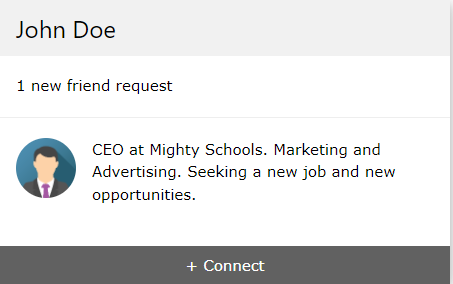 John Doe
1 new friend request
CEO at Mighty Schools. Marketing and
Advertising. Seeking a new job and new
opportunities.
+ Connect